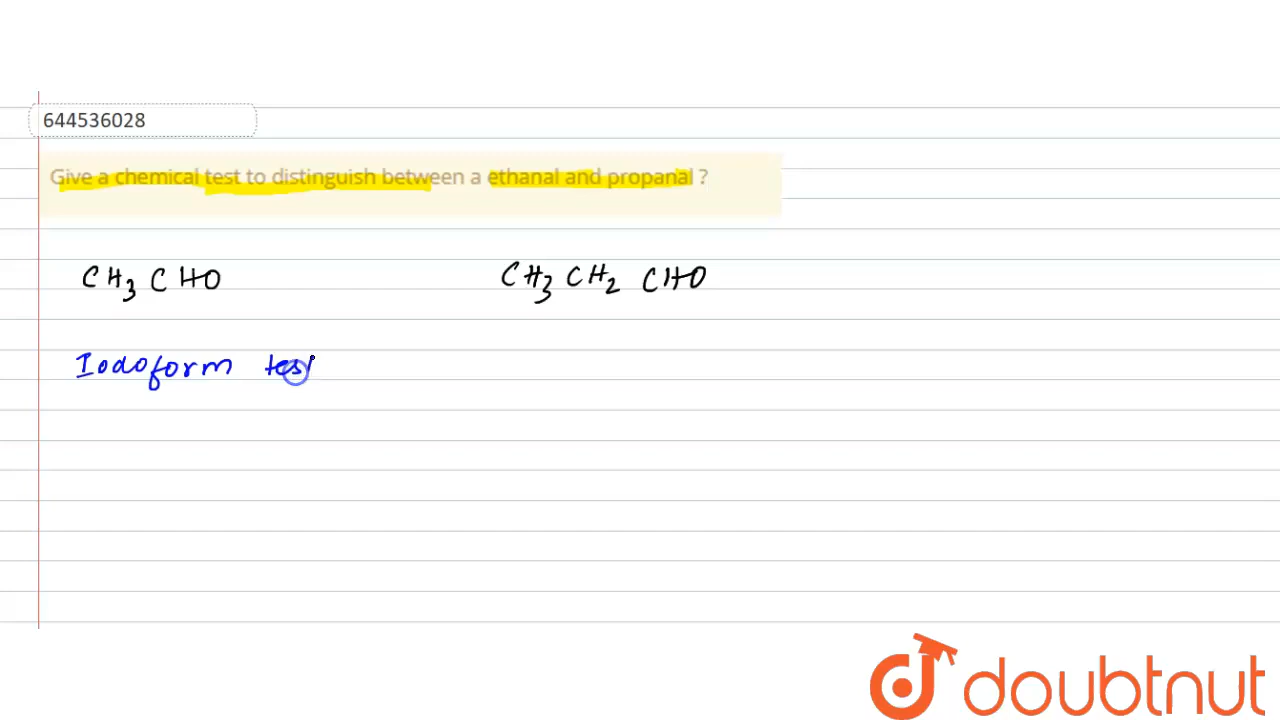 644536028
Give a chemical test to distinguish between a ethanal and propanal ?
CH3 CHO CH3 CH2 CHO
Iodoform test
doubtnut